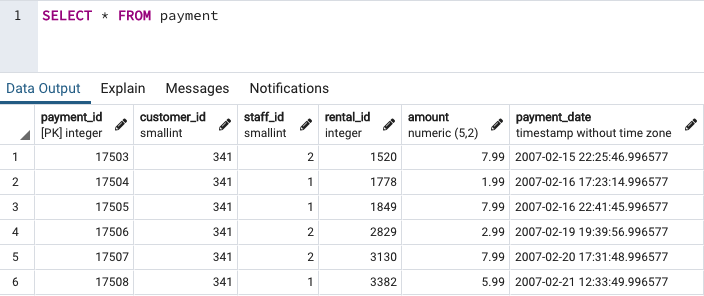 1 SELECT * FROM payment
Data Output Explain Messages Notifications
payment_id customer_id staff_id rental_id amount payment_date
[PK] integer smallint smallint integer numeric (5,2) timestamp without time zone
1 17503 341 2 1520 7.99 2007-02-15 22:25:46.996577
2 17504 341 1 1778 1.99 2007-02-16 17:23:14.996577
3 17505 341 1 1849 7.99 2007-02-16 22:41:45.996577
4 17506 341 2 2829 2.99 2007-02-19 19:39:56.996577
5 17507 341 2 3130 7.99 2007-02-20 17:31:48.996577
6 17508 341 1 3382 5.99 2007-02-21 12:33:49.996577